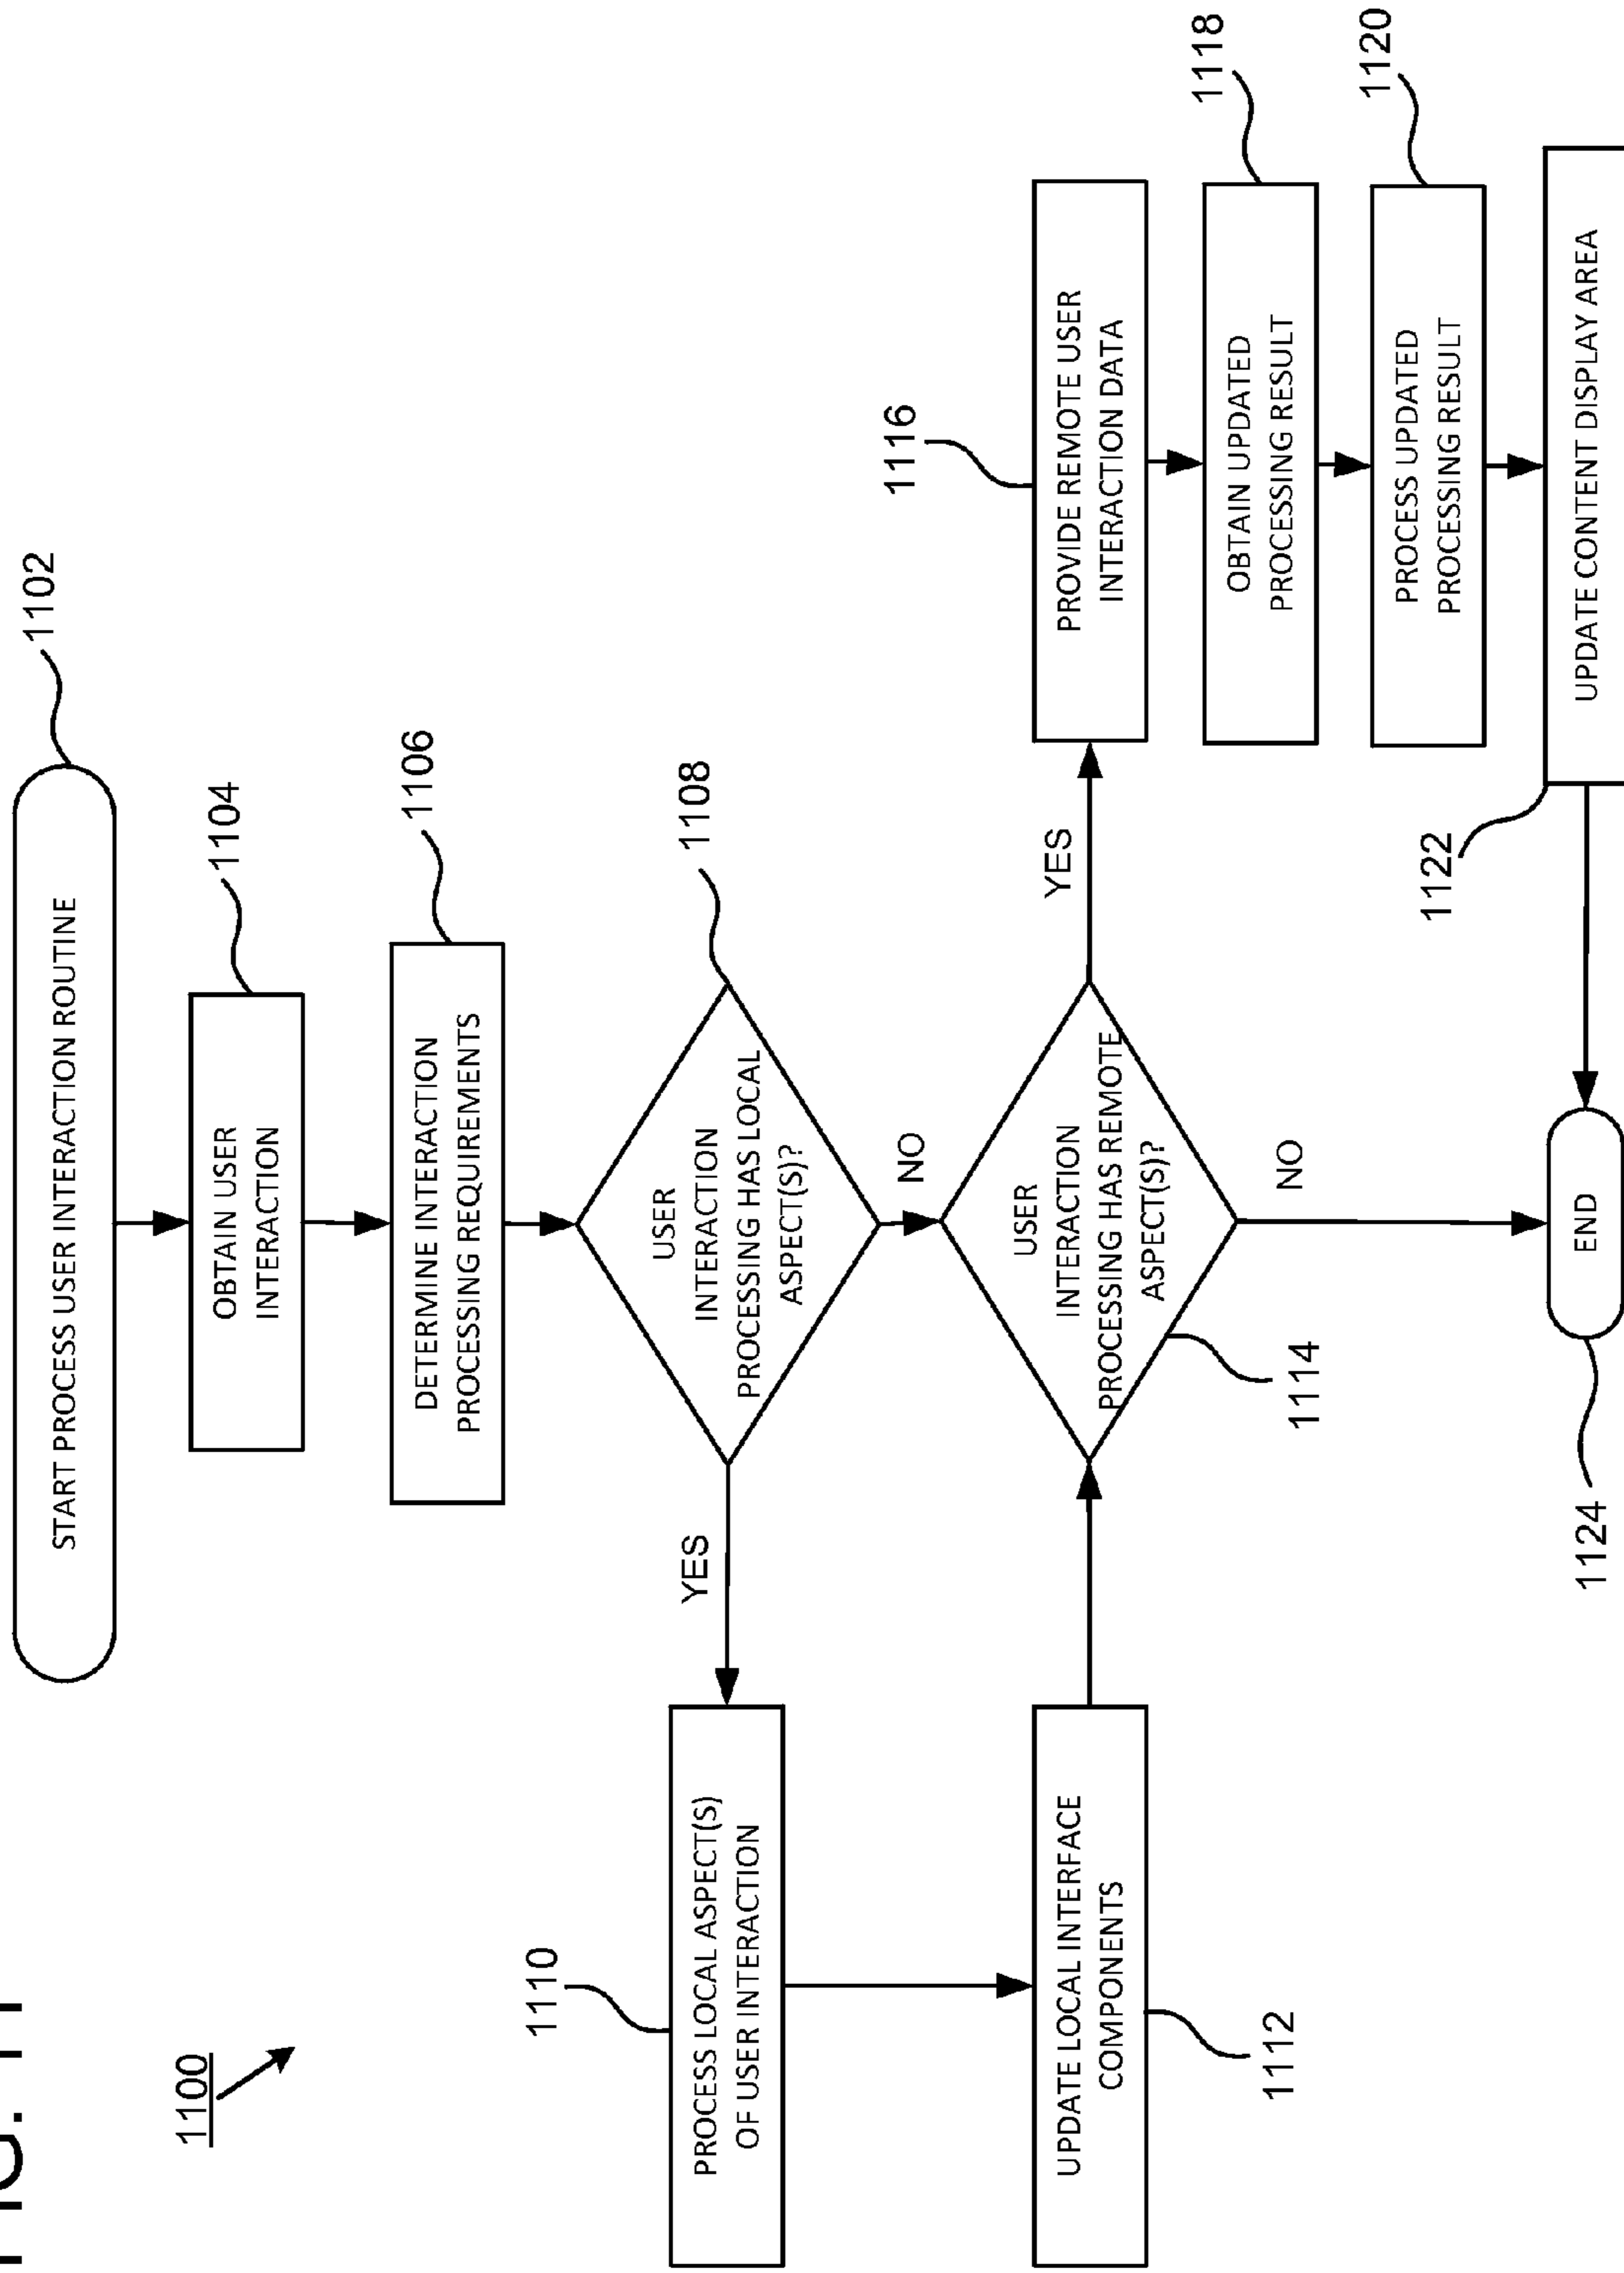 FIG. 11
1100
START PROCESS USER INTERACTION ROUTINE
1102
OBTAIN USER
INTERACTION
1104
DETERMINE INTERACTION
PROCESSING REQUIREMENTS
1106
USER
INTERACTION
PROCESSING HAS LOCAL
ASPECT(S)?
1108
YES
NO
1110
PROCESS LOCAL ASPECT(S)
OF USER INTERACTION
UPDATE LOCAL INTERFACE
COMPONENTS
1112
USER
INTERACTION
PROCESSING HAS REMOTE
ASPECT(S)?
1114
YES
NO
1116
PROVIDE REMOTE USER
INTERACTION DATA
OBTAIN UPDATED
PROCESSING RESULT
1118
PROCESS UPDATED
PROCESSING RESULT
1120
UPDATE CONTENT DISPLAY AREA
1122
END
1124